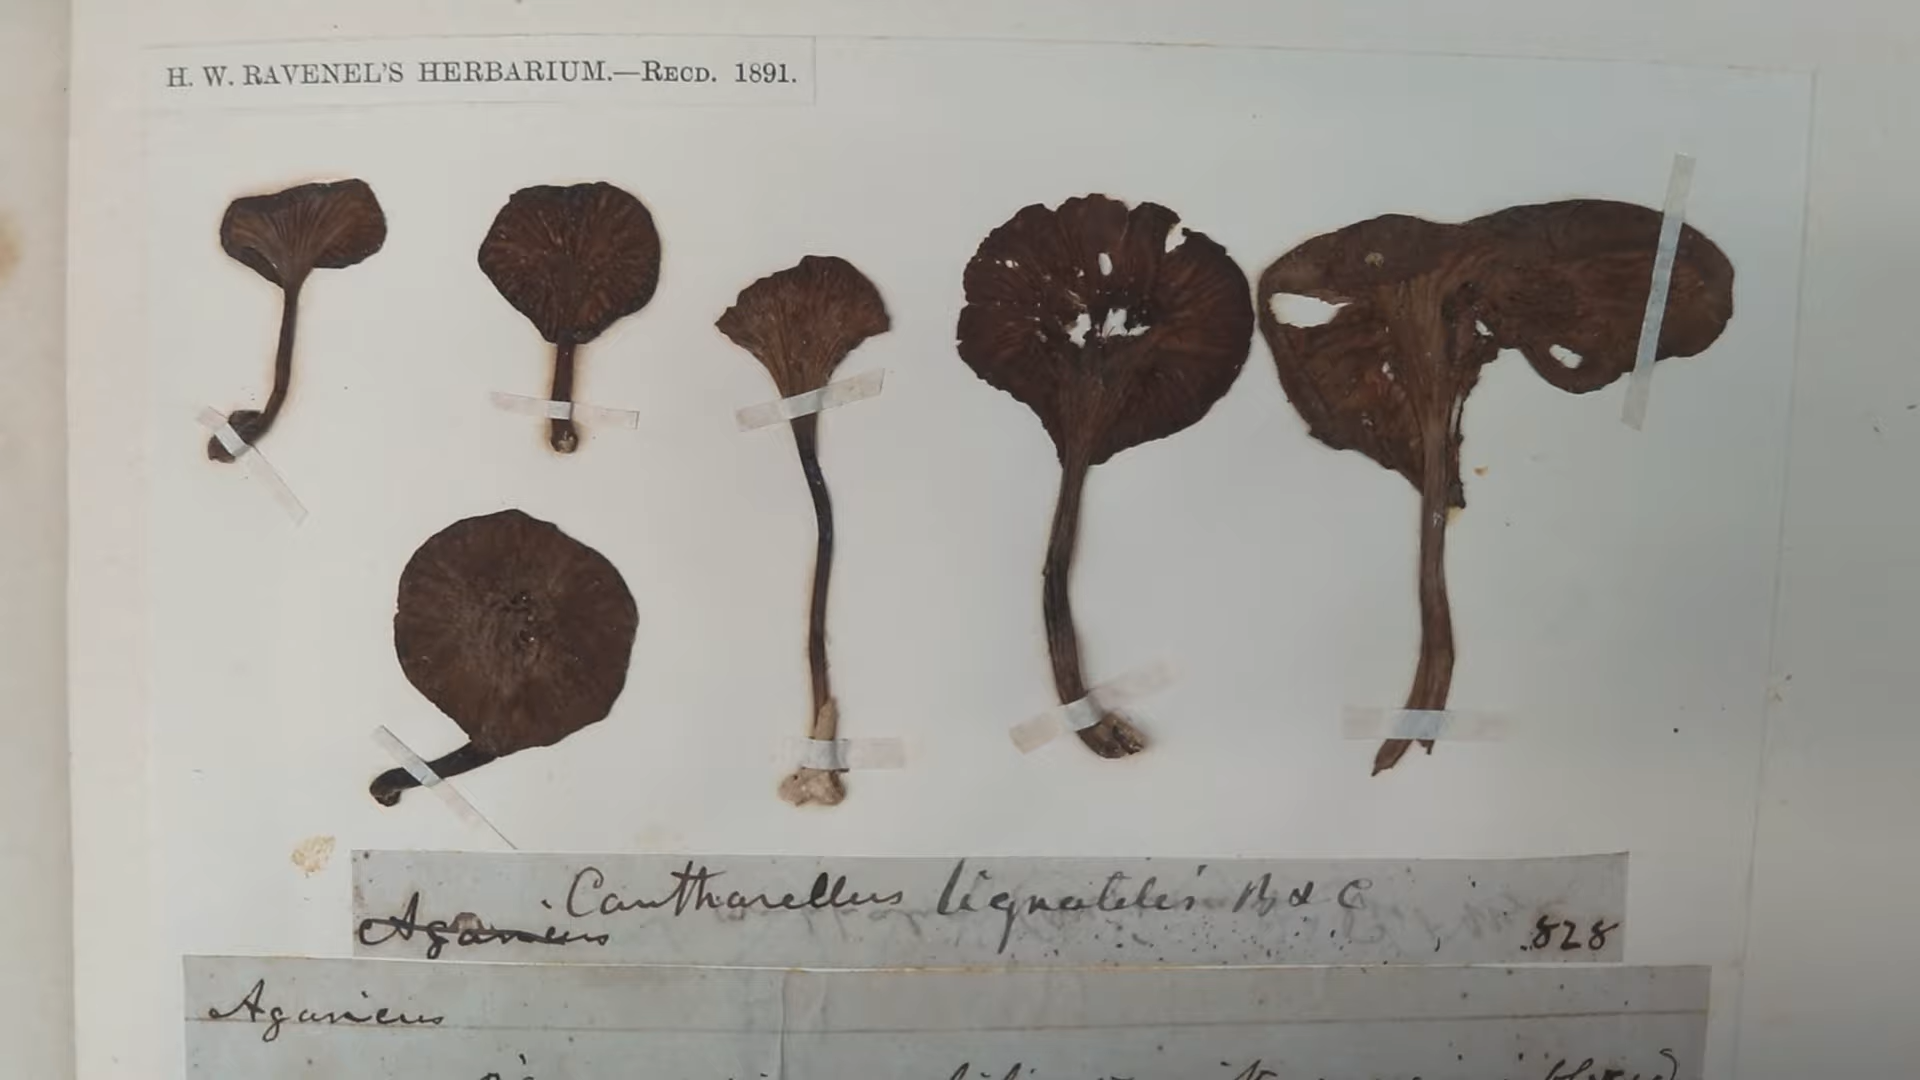 H. W. RAVENEL'S HERBARIUM.—RECD. 1891.
Cantharellus lignatilis B & C
Agaricus
828
Agaricus